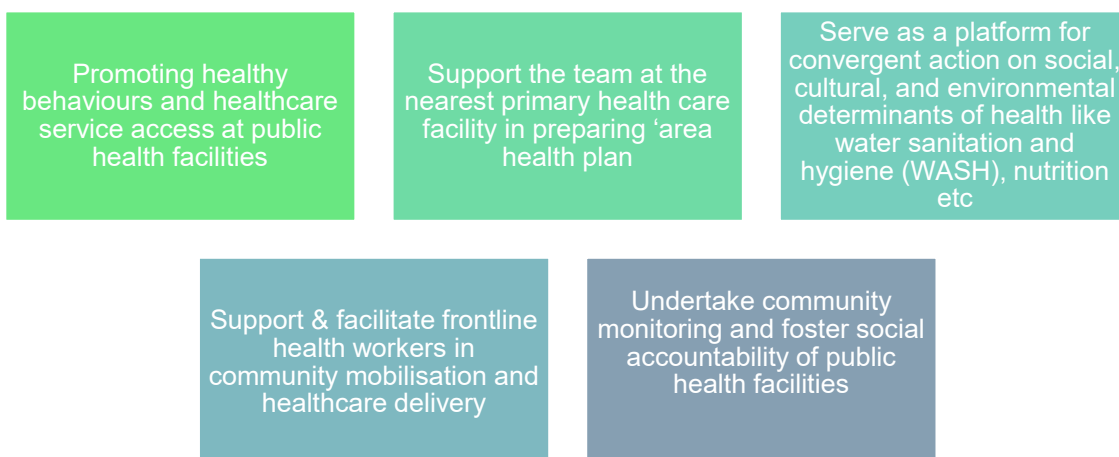 Promoting healthy
behaviours and healthcare
service access at public
health facilities
Support the team at the
nearest primary health care
facility in preparing ‘area
health plan
Serve as a platform for
convergent action on social,
cultural, and environmental
determinants of health like
water sanitation and
hygiene (WASH), nutrition
etc
Support & facilitate frontline
health workers in
community mobilisation and
healthcare delivery
Undertake community
monitoring and foster social
accountability of public
health facilities